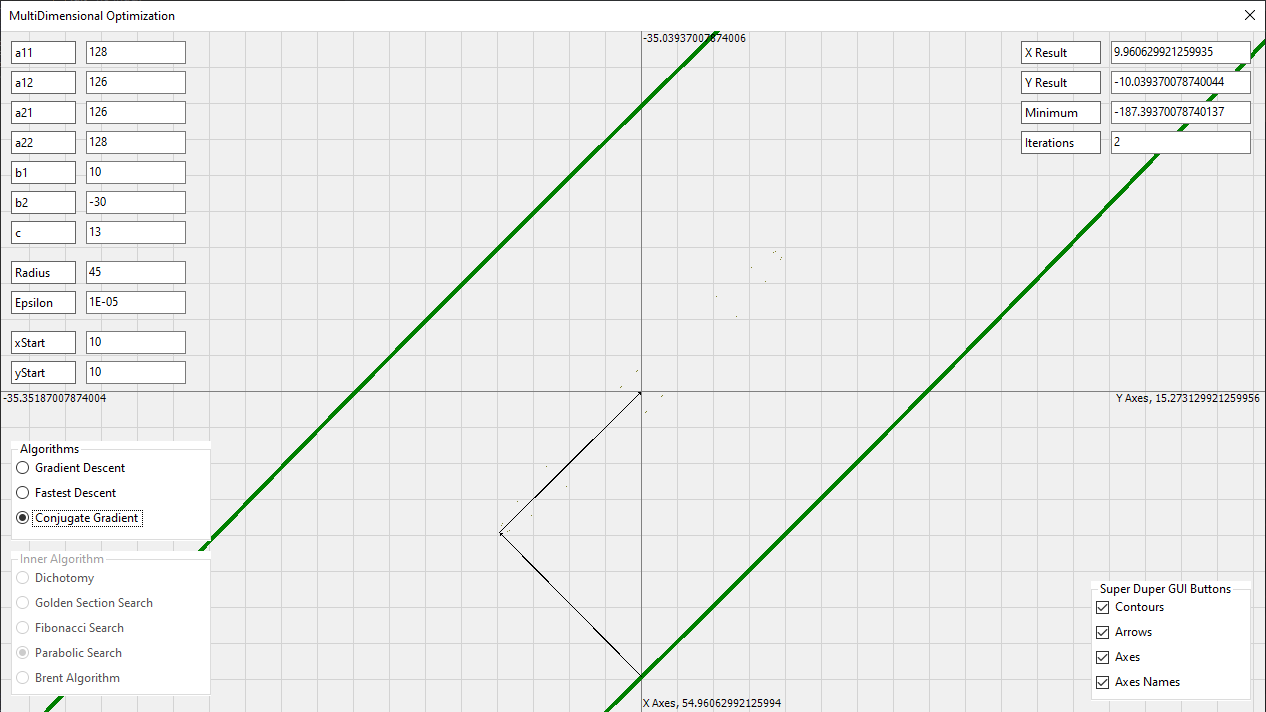 MultiDimensional Optimization
a11 128
a12 126
a21 126
a22 128
b1 10
b2 -30
c 13
Radius 45
Epsilon 1E-05
xStart 10
yStart 10
-35.03937007874006
X Result 9.960629921259935
Y Result -10.039370078740044
Minimum -187.39370078740137
Iterations 2
-35.35187007874004
Y Axes, 15.273129921259956
Algorithms
Gradient Descent
Fastest Descent
Conjugate Gradient
Inner Algorithm
Dichotomy
Golden Section Search
Fibonacci Search
Parabolic Search
Brent Algorithm
Super Duper GUI Buttons
Contours
Arrows
Axes
Axes Names
X Axes, 54.96062992125994